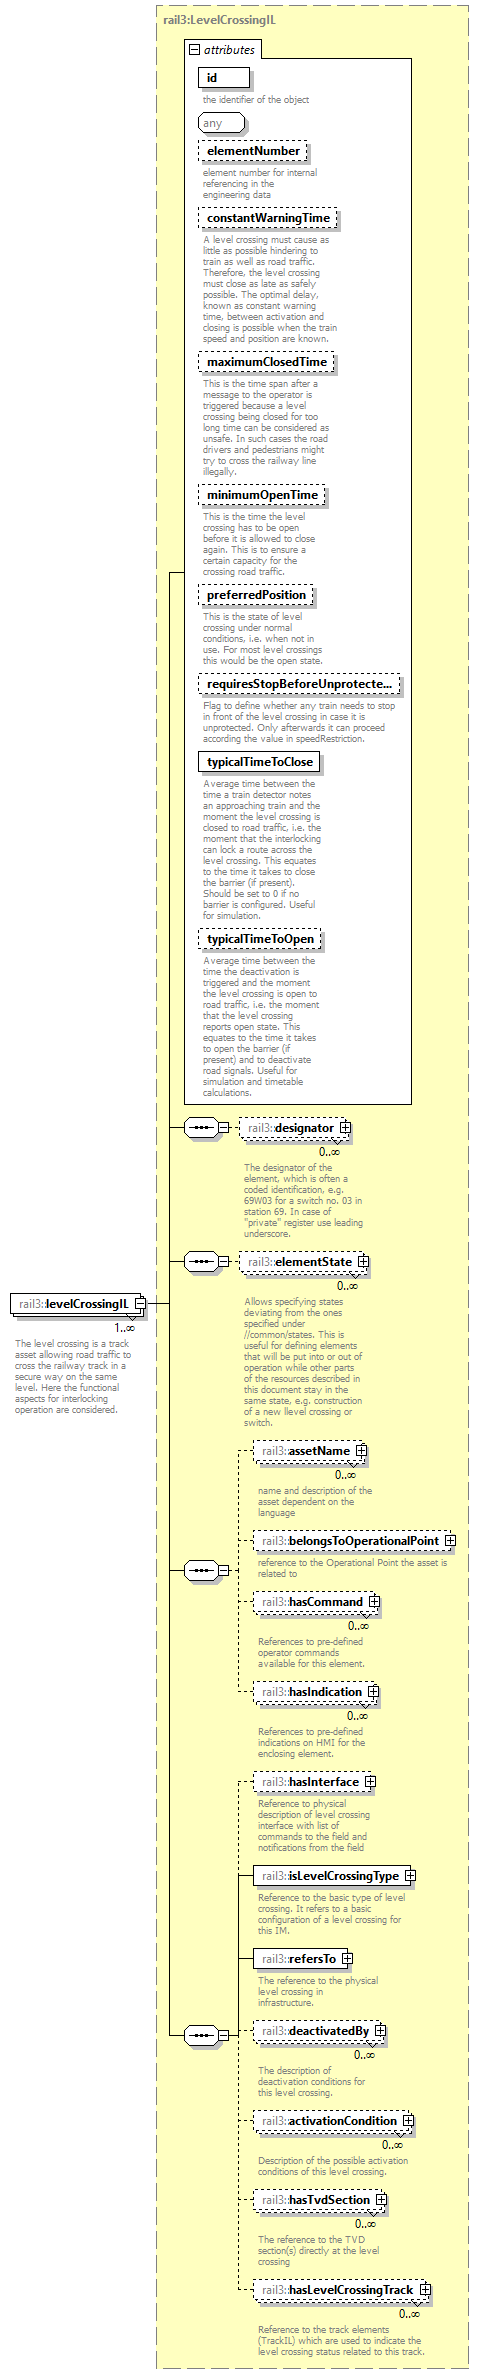 rail3:LevelCrossingIL
attributes
id
the identifier of the object
any
elementNumber
element number for internal
referencing in the
engineering data
constantWarningTime
A level crossing must cause as
little as possible hindering to
train as well as road traffic.
Therefore, the level crossing
must close as late as safely
possible. The optimal delay,
known as constant warning
time, between activation and
closing is possible when the train
speed and position are known.
maximumClosedTime
This is the time span after a
message to the operator is
triggered because a level
crossing being closed for too
long time can be considered as
unsafe. In such cases the road
drivers and pedestrians might
try to cross the railway line
illegally.
minimumOpenTime
This is the time the level
crossing has to be open
before it is allowed to close
again. This is to ensure a
certain capacity for the
crossing road traffic.
preferredPosition
This is the state of level
crossing under normal
conditions, i.e. when not in
use. For most level crossings
this would be the open state.
requiresStopBeforeUnprotecte...
Flag to define whether any train needs to stop
in front of the level crossing in case it is
unprotected. Only afterwards it can proceed
according the value in speedRestriction.
typicalTimeToClose
Average time between the
time a train detector notes
an approaching train and the
moment the level crossing is
closed to road traffic, i.e. the
moment that the interlocking
can lock a route across the
level crossing. This equates
to the time it takes to close
the barrier (if present).
Should be set to 0 if no
barrier is configured. Useful
for simulation.
typicalTimeToOpen
Average time between the
time the deactivation is
triggered and the moment
the level crossing is open to
road traffic, i.e. the moment
that the level crossing
reports open state. This
equates to the time it takes
to open the barrier (if
present) and to deactivate
road signals. Useful for
simulation and timetable
calculations.
rail3:designator
0..∞
The designator of the
element, which is often a
coded identification, e.g.
69W03 for a switch no. 03 in
station 69. In case of
"private" register use leading
underscore.
rail3:elementState
0..∞
Allows specifying states
deviating from the ones
specified under
//common/states. This is
useful for defining elements
that will be put into or out of
operation while other parts
of the resources described in
this document stay in the
same state, e.g. construction
of a new llevel crossing or
switch.
rail3:levelCrossingIL
1..∞
The level crossing is a track
asset allowing road traffic to
cross the railway track in a
secure way on the same
level. Here the functional
aspects for interlocking
operation are considered.
rail3:assetName
0..∞
name and description of the
asset dependent on the
language
rail3:belongsToOperationalPoint
reference to the Operational Point the asset is
related to
rail3:hasCommand
0..∞
References to pre-defined
operator commands
available for this element.
rail3:hasIndication
0..∞
References to pre-defined
indications on HMI for the
enclosing element.
rail3:hasInterface
Reference to physical
description of level crossing
interface with list of
commands to the field and
notifications from the field
rail3:isLevelCrossingType
Reference to the basic type of level
crossing. It refers to a basic
configuration of a level crossing for
this IM.
rail3:refersTo
The reference to the physical
level crossing in
infrastructure.
rail3:deactivatedBy
0..∞
The description of
deactivation conditions for
this level crossing.
rail3:activationCondition
0..∞
Description of the possible activation
conditions of this level crossing.
rail3:hasTvdSection
0..∞
The reference to the TVD
section(s) directly at the level
crossing
rail3:hasLevelCrossingTrack
0..∞
Reference to the track elements
(TrackIL) which are used to indicate the
level crossing status related to this track.